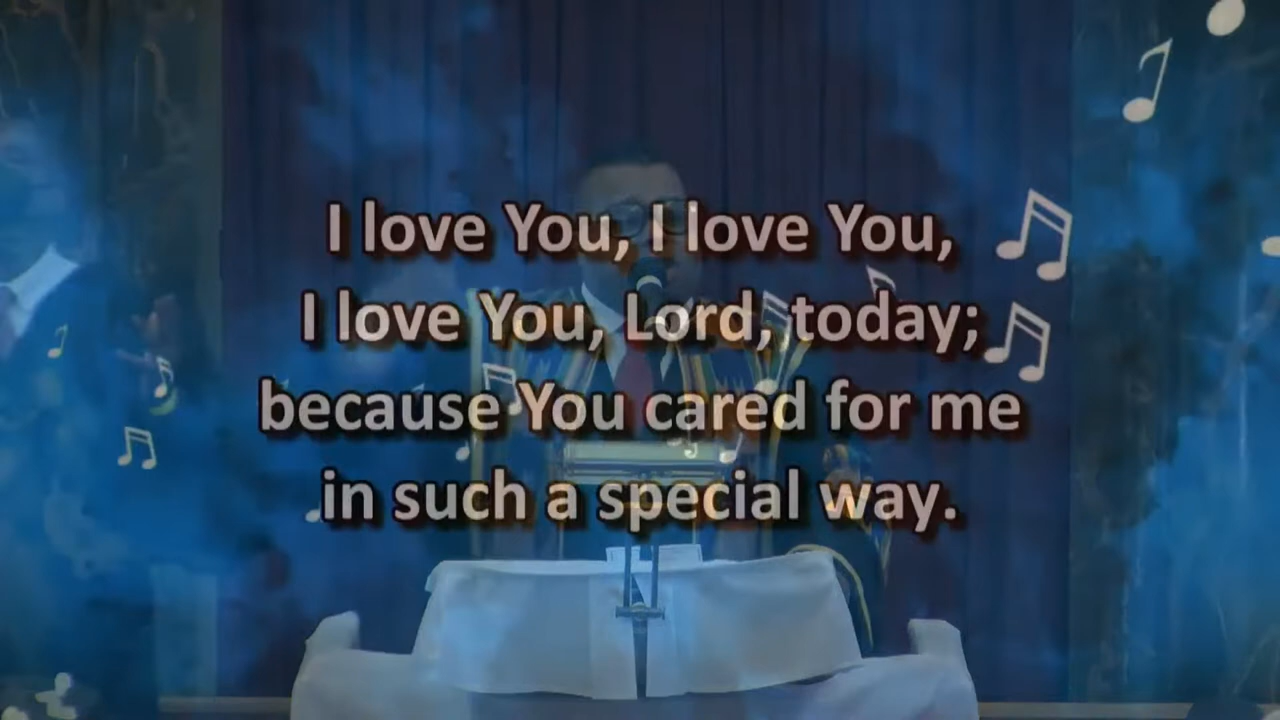 I love You, I love You,
I love You, Lord, today;
because You cared for me
in such a special way.